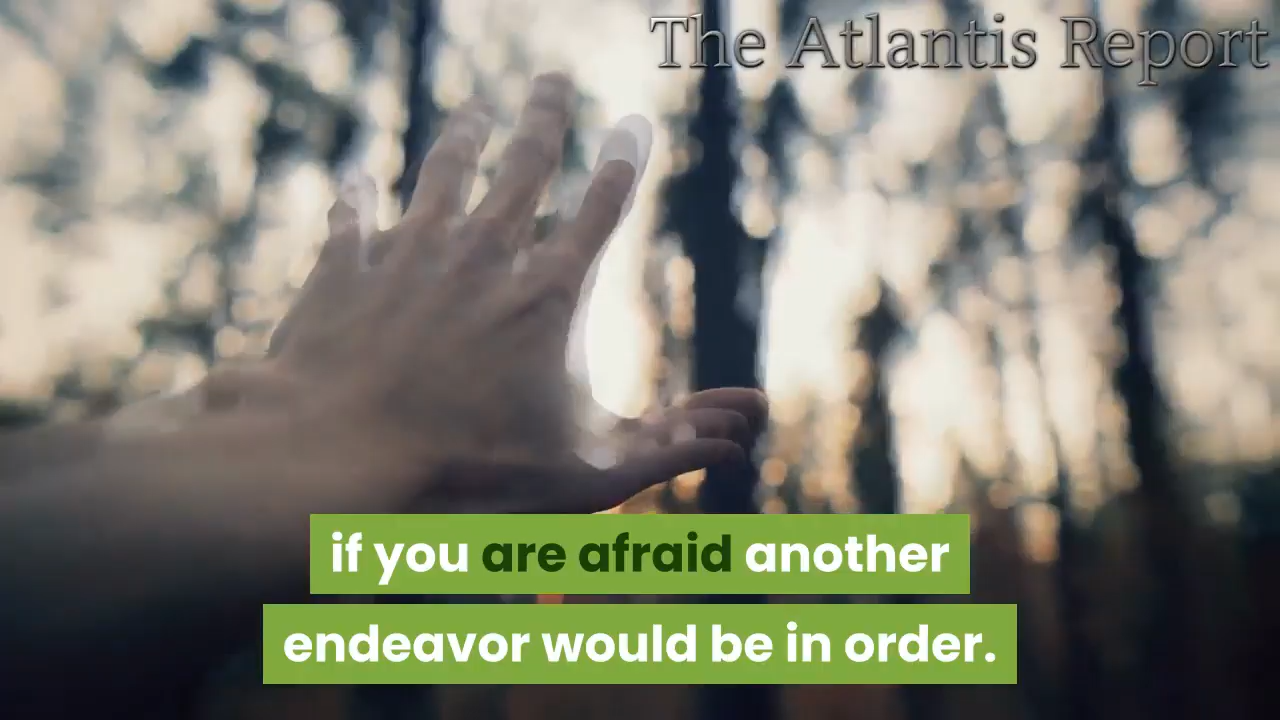 The Atlantis Report
if you are afraid another
endeavor would be in order.